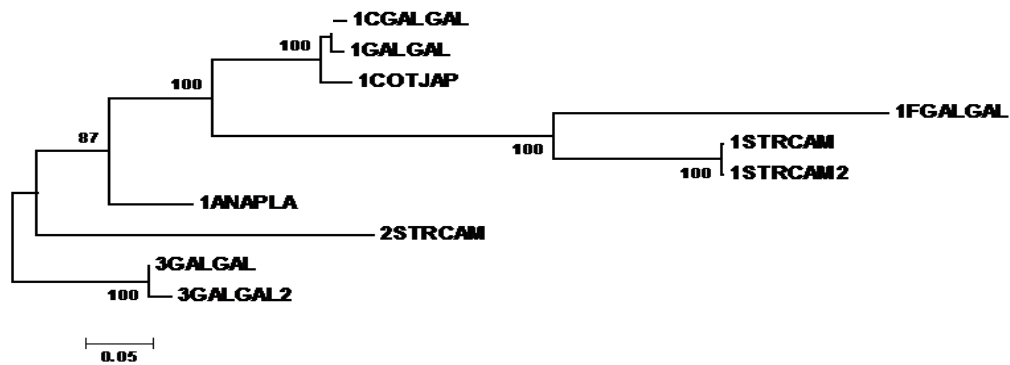 1CGALGAL
100
1GALGAL
100
1COTJAP
1FGALGAL
87
1STRCAM
100
100
1STRCAM2
1ANAPLA
2STRCAM
3GALGAL
100
3GALGAL2
0.05